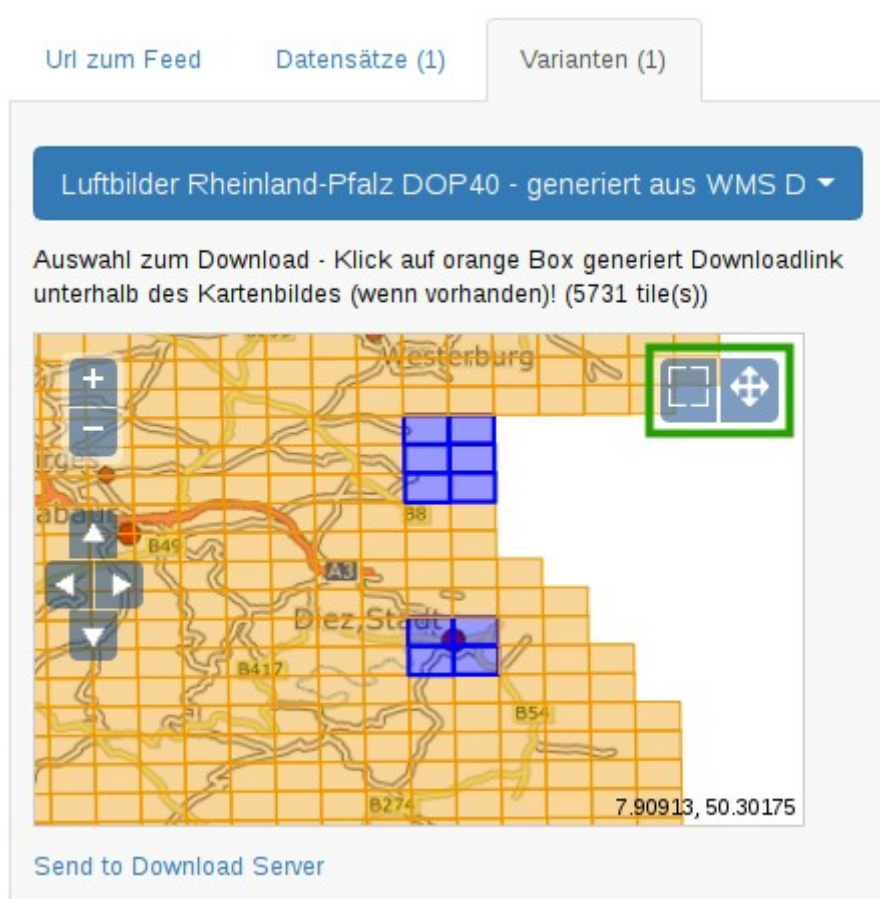 Url zum Feed
Datensätze (1)
Varianten (1)
Luftbilder Rheinland-Pfalz DOP40 - generiert aus WMS D
Auswahl zum Download - Klick auf orange Box generiert Downloadlink
unterhalb des Kartenbildes (wenn vorhanden)! (5731 tile(s))
Westerburg
+
−
B8
B49
A3
Diez,Stadt
B417
B54
B274
7.90913, 50.30175
Send to Download Server